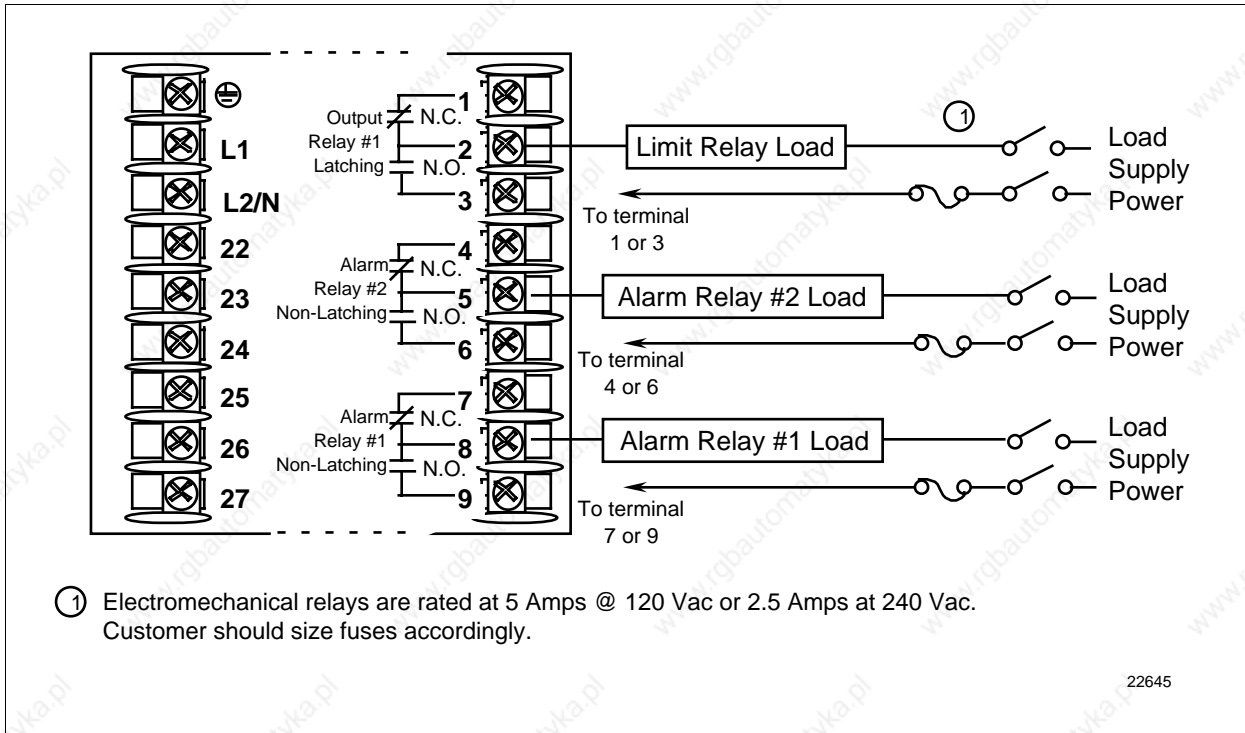 L1
L2/N
22
23
24
25
26
27
Output
Relay #1
Latching
N.C.
N.O.
1
2
3
Alarm
Relay #2
Non-Latching
N.C.
N.O.
4
5
6
Alarm
Relay #1
Non-Latching
N.C.
N.O.
7
8
9
Limit Relay Load
1
Load
Supply
Power
To terminal
1 or 3
Alarm Relay #2 Load
Load
Supply
Power
To terminal
4 or 6
Alarm Relay #1 Load
Load
Supply
Power
To terminal
7 or 9
1 Electromechanical relays are rated at 5 Amps @ 120 Vac or 2.5 Amps at 240 Vac.
Customer should size fuses accordingly.
22645
www.rgbautomatyka.pl